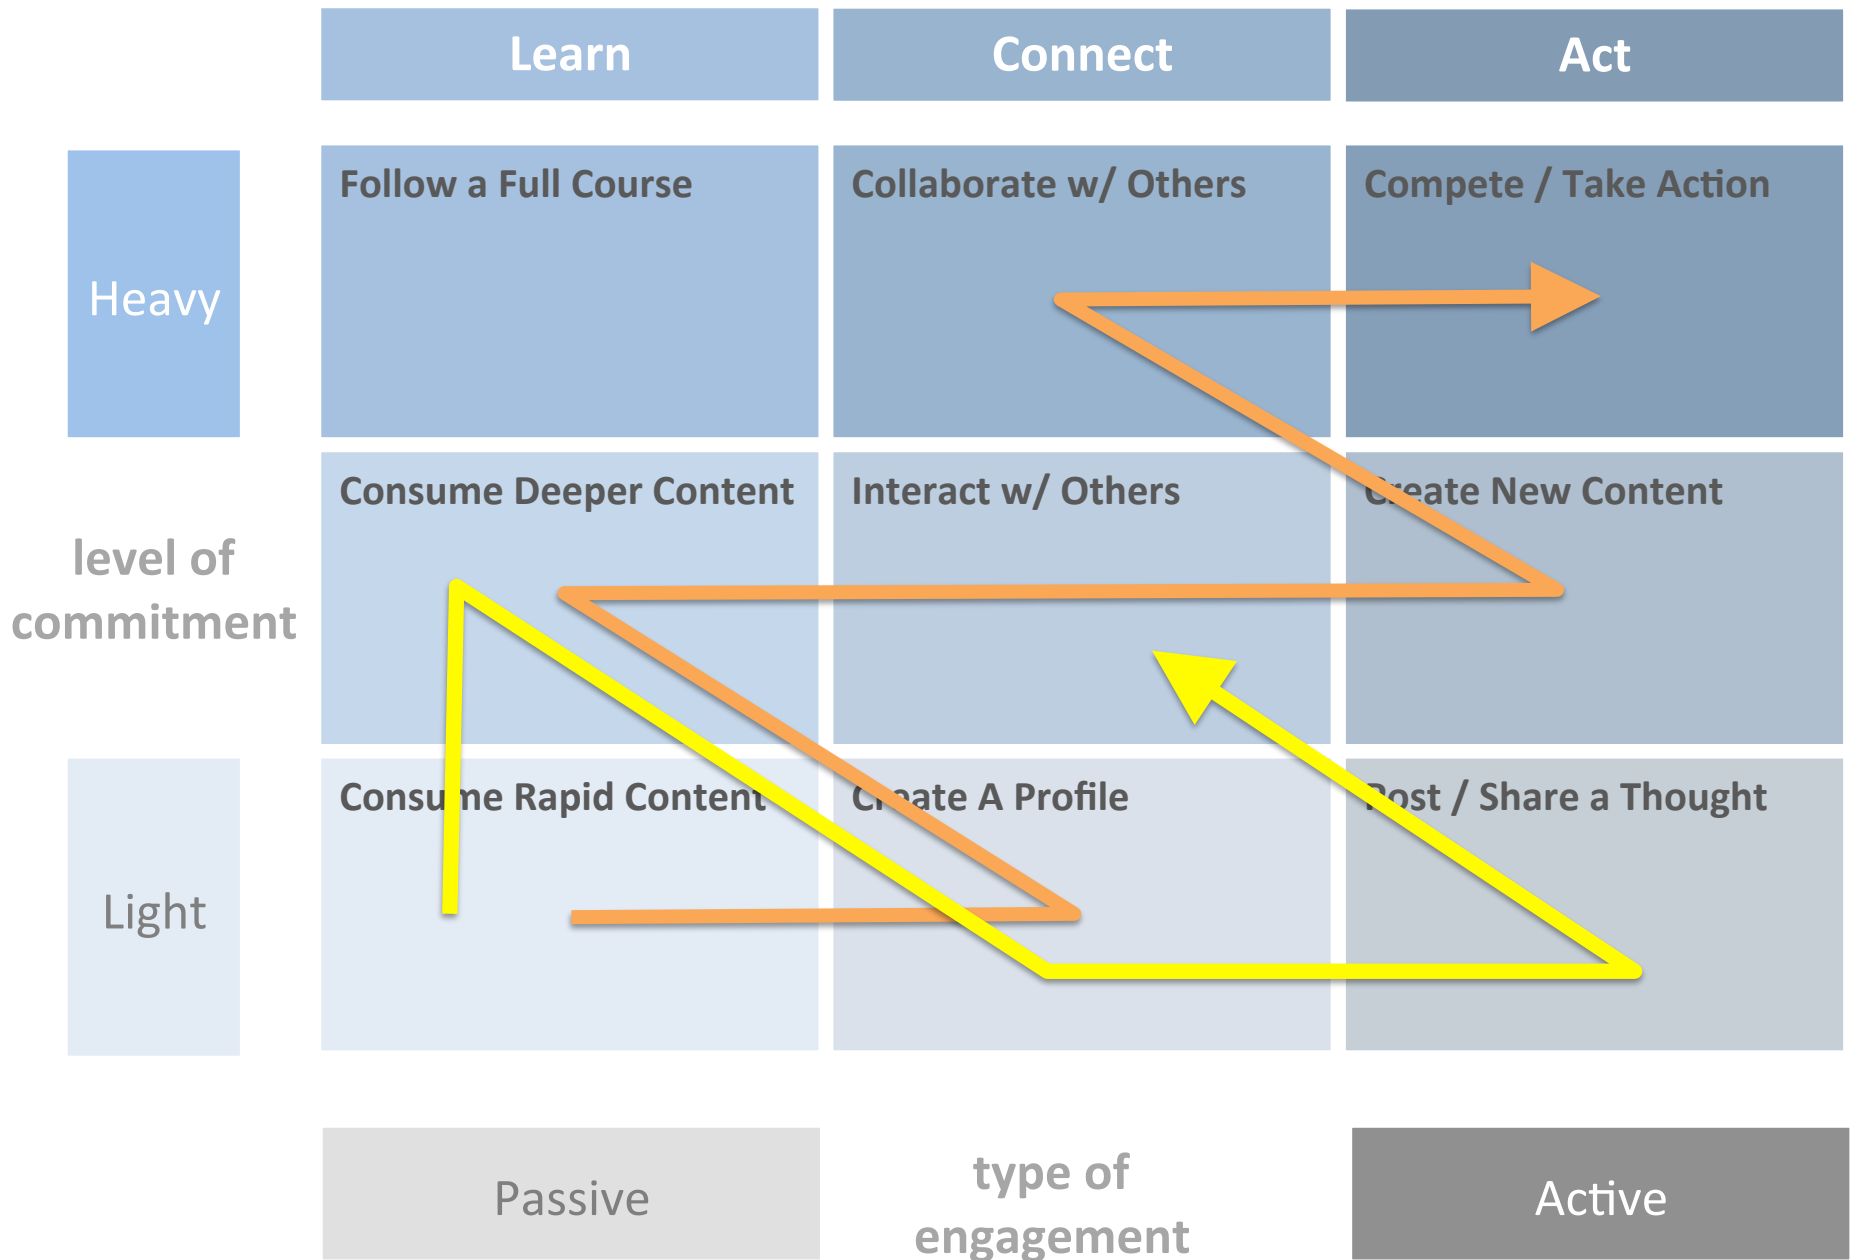 Learn
Connect
Act
Heavy
Follow a Full Course
Collaborate w/ Others
Compete / Take Action
level of
commitment
Consume Deeper Content
Interact w/ Others
Create New Content
Light
Consume Rapid Content
Create A Profile
Post / Share a Thought
Passive
type of
engagement
Active